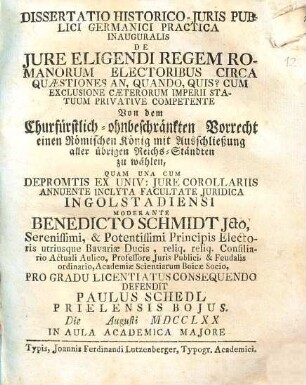 DISSERTATIO HISTORICO-JURIS PUB-
LICI GERMANICI PRACTICA
INAUGURALIS
DE
JURE ELIGENDI REGEM RO-
MANORUM ELECTORIBUS CIRCA
QUÆSTIONES AN, QUANDO, QUIS? CUM
EXCLUSIONE CÆTERORUM IMPERII STA-
TUUM PRIVATIVE COMPETENTE
Von dem
Churfürstlich-ohnbeschränkten Vorrecht
einen Römischen König mit Ausschließung
aller übrigen Reichs-Ständten
zu wählen,
QUAM UNA CUM
DEPROMTIS EX UNIV: JURE COROLLARIIS
ANNUENTE INCLYTA FACULTATE JURIDICA
INGOLSTADIENSI
MODERANTE
BENEDICTO SCHMIDT Jcto,
Serenissimi, & Potentissimi Principis Electo-
ris utriusque Bavariæ Ducis, reliq. reliq. Consilia-
rio Actuali Aulico, Professore Juris Publici, & Feudalis
ordinario, Academiæ Scientiarum Boicæ Socio,
PRO GRADU LICENTIATUS CONSEQUENDO
DEFENDIT
PAULUS SCHEDL
PRIELENSIS BOJUS.
Die Augusti MDCCLXX
IN AULA ACADEMICA MAJORE
Typis, Joannis Ferdinandi Lutzenberger, Typogr. Academici.